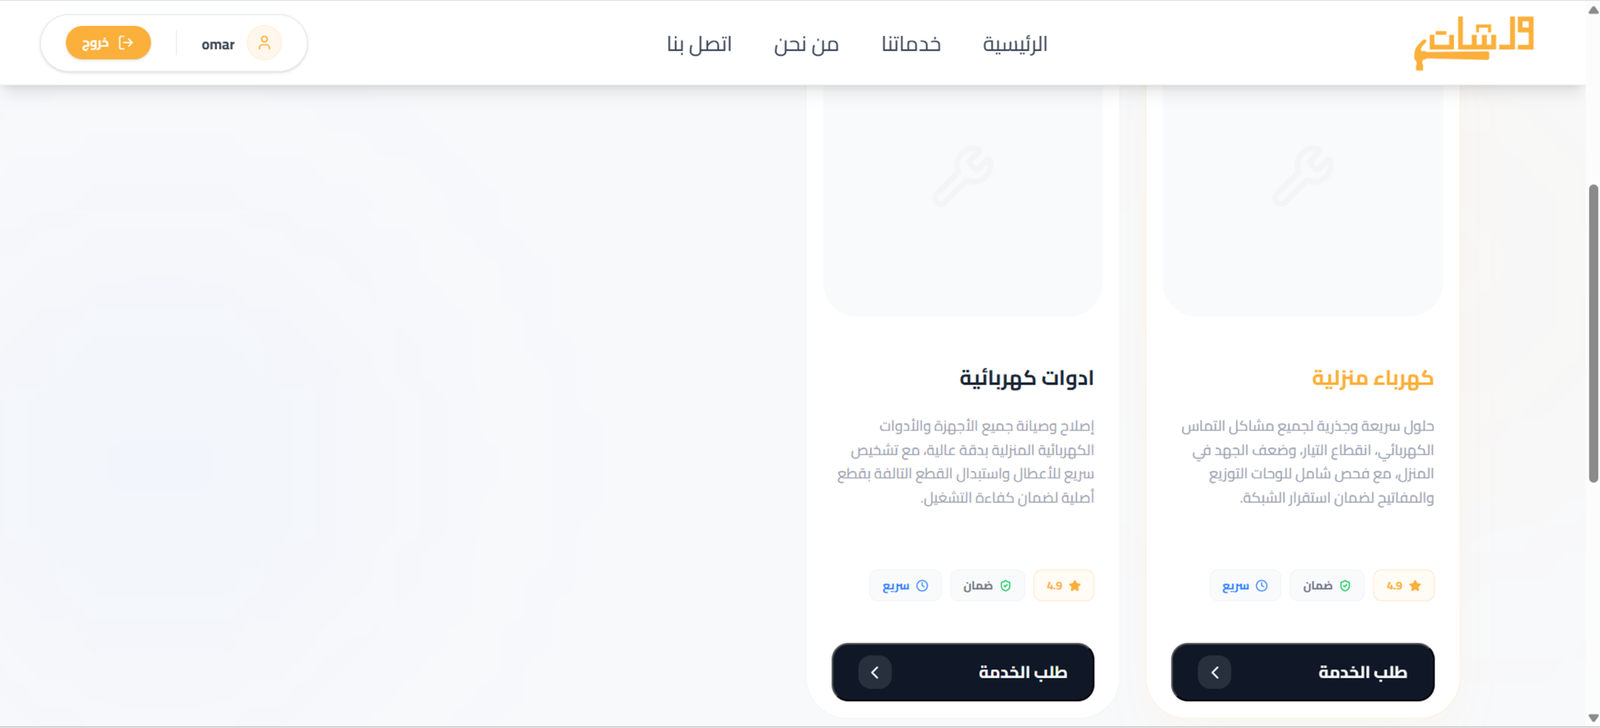 ورشات
الرئيسية
خدماتنا
من نحن
اتصل بنا
omar
خروج
كهرباء منزلية
حلول سريعة وجذرية لجميع مشاكل التماس
الكهربائي، انقطاع التيار، وضعف الجهد في
المنزل، مع فحص شامل للوحات التوزيع
والمفاتيح لضمان استقرار الشبكة.
4.9
ضمان
سريع
طلب الخدمة
ادوات كهربائية
إصلاح وصيانة جميع الأجهزة والأدوات
الكهربائية المنزلية بدقة عالية، مع تشخيص
سريع للأعطال واستبدال القطع التالفة بقطع
أصلية لضمان كفاءة التشغيل.
4.9
ضمان
سريع
طلب الخدمة